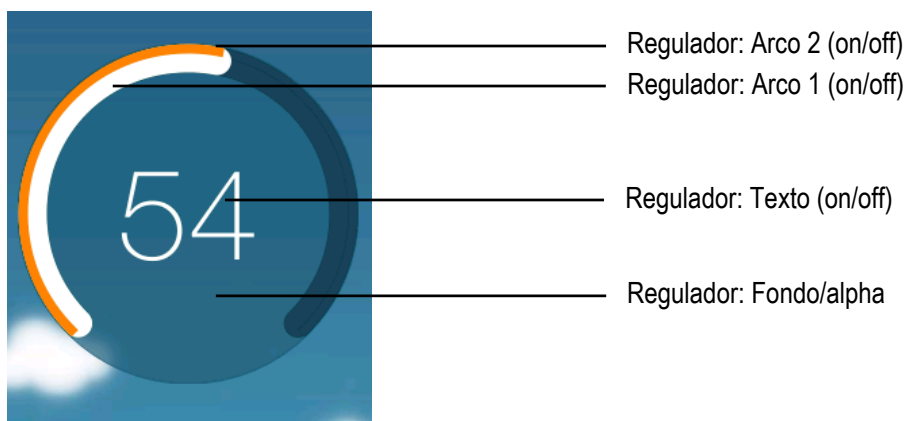 Regulador: Arco 2 (on/off)
Regulador: Arco 1 (on/off)
54
Regulador: Texto (on/off)
Regulador: Fondo/alpha